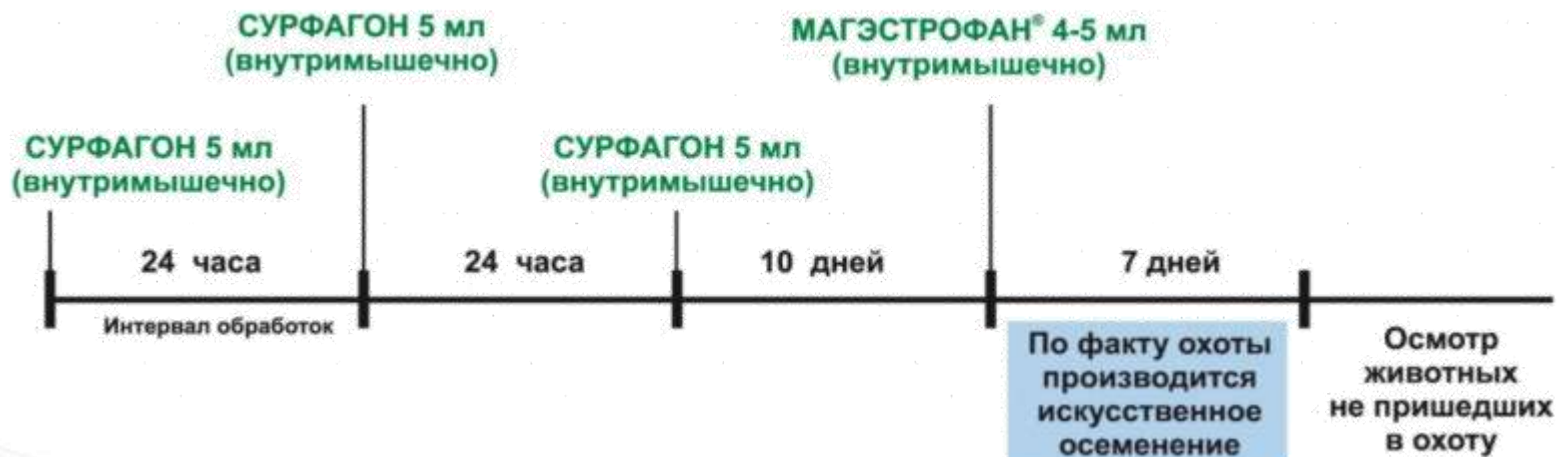 СУРФАГОН 5 мл
(внутримышечно)
МАГЭСТРОФАН® 4-5 мл
(внутримышечно)
СУРФАГОН 5 мл
(внутримышечно)
СУРФАГОН 5 мл
(внутримышечно)
24 часа
24 часа
10 дней
7 дней
Интервал обработок
По факту охоты
производится
искусственное
осеменение
Осмотр
животных
не пришедших
в охоту